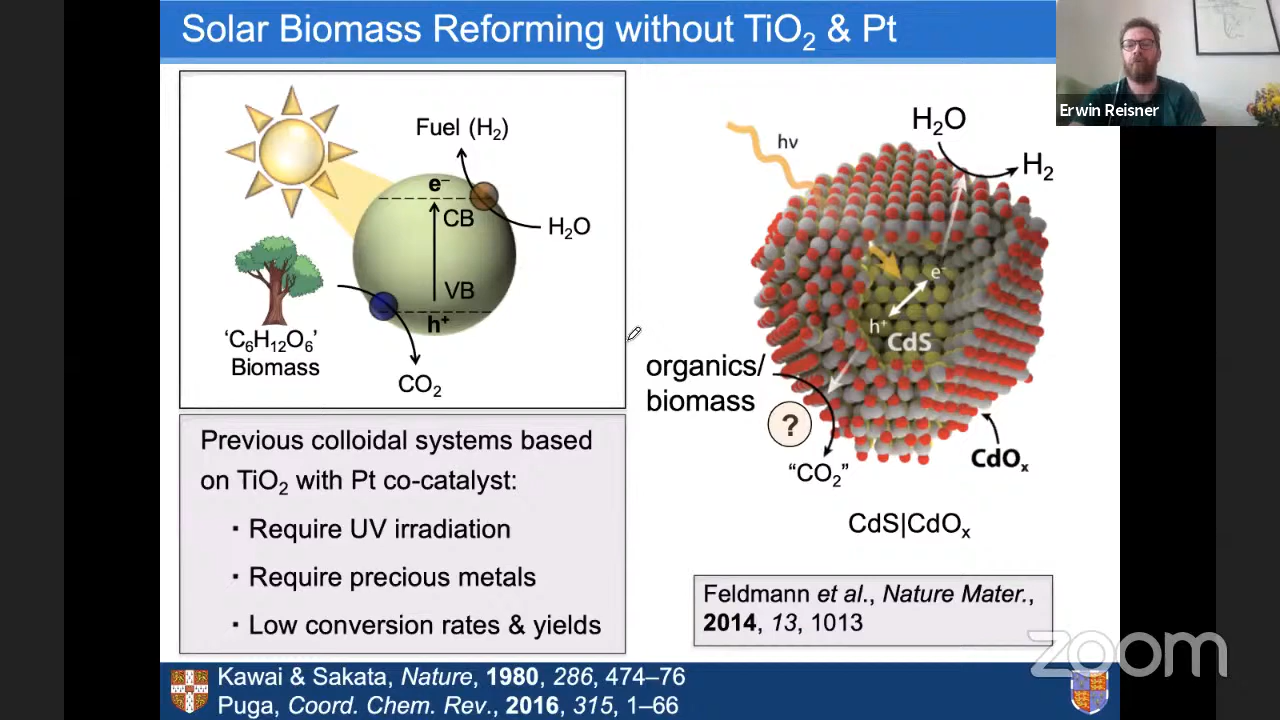 Solar Biomass Reforming without TiO₂ & Pt
Erwin Reisner
Fuel (H₂)
e⁻
CB
H₂O
VB
h⁺
'C₆H₁₂O₆'
Biomass
CO₂
Previous colloidal systems based
on TiO₂ with Pt co-catalyst:
▪ Require UV irradiation
▪ Require precious metals
▪ Low conversion rates & yields
hv
H₂O
H₂
e⁻
h⁺
CdS
organics/
biomass
?
"CO₂"
CdOₓ
CdS|CdOₓ
Feldmann et al., Nature Mater.,
2014, 13, 1013
zoom
Kawai & Sakata, Nature, 1980, 286, 474–76
Puga, Coord. Chem. Rev., 2016, 315, 1–66